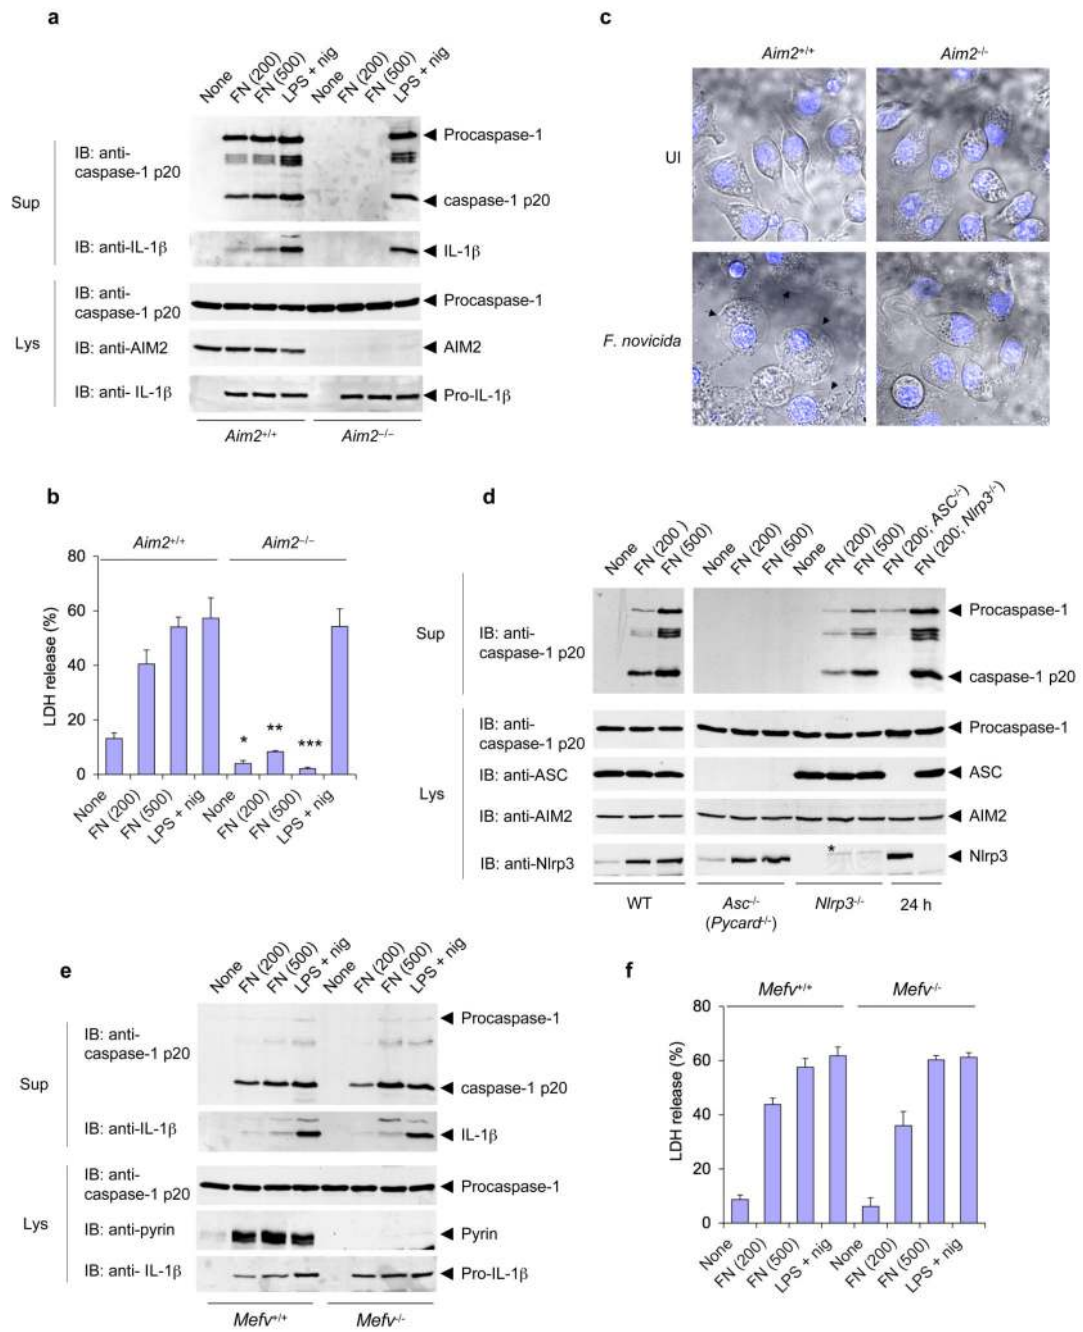 a
None
FN (200)
FN (500)
LPS + nig
None
FN (200)
FN (500)
LPS + nig
Sup
IB: anti-
caspase-1 p20
Procaspase-1
caspase-1 p20
IB: anti-IL-1β
IL-1β
Lys
IB: anti-
caspase-1 p20
Procaspase-1
IB: anti-AIM2
AIM2
IB: anti- IL-1β
Pro-IL-1β
Aim2+/+
Aim2–/–
c
Aim2+/+
Aim2-/-
UI
F. novicida
b
Aim2+/+
Aim2–/–
LDH release (%)
80
60
40
20
0
*
**
***
None
FN (200)
FN (500)
LPS + nig
None
FN (200)
FN (500)
LPS + nig
d
None
FN (200 )
FN (500)
None
FN (200)
FN (500)
None
FN (200)
FN (500)
FN (200; ASC-/-)
FN (200; Nlrp3-/-)
Sup
IB: anti-
caspase-1 p20
Procaspase-1
caspase-1 p20
Lys
IB: anti-
caspase-1 p20
Procaspase-1
IB: anti-ASC
ASC
IB: anti-AIM2
AIM2
IB: anti-Nlrp3
*
Nlrp3
WT
Asc-/-
(Pycard-/-)
Nlrp3-/-
24 h
e
None
FN (200)
FN (500)
LPS + nig
None
FN (200)
FN (500)
LPS + nig
Sup
IB: anti-
caspase-1 p20
Procaspase-1
caspase-1 p20
IB: anti-IL-1β
IL-1β
Lys
IB: anti-
caspase-1 p20
Procaspase-1
IB: anti-pyrin
Pyrin
IB: anti- IL-1β
Pro-IL-1β
Mefv+/+
Mefv-/-
f
Mefv+/+
Mefv-/-
LDH release (%)
80
60
40
20
0
None
FN (200)
FN (500)
LPS + nig
None
FN (200)
FN (500)
LPS + nig